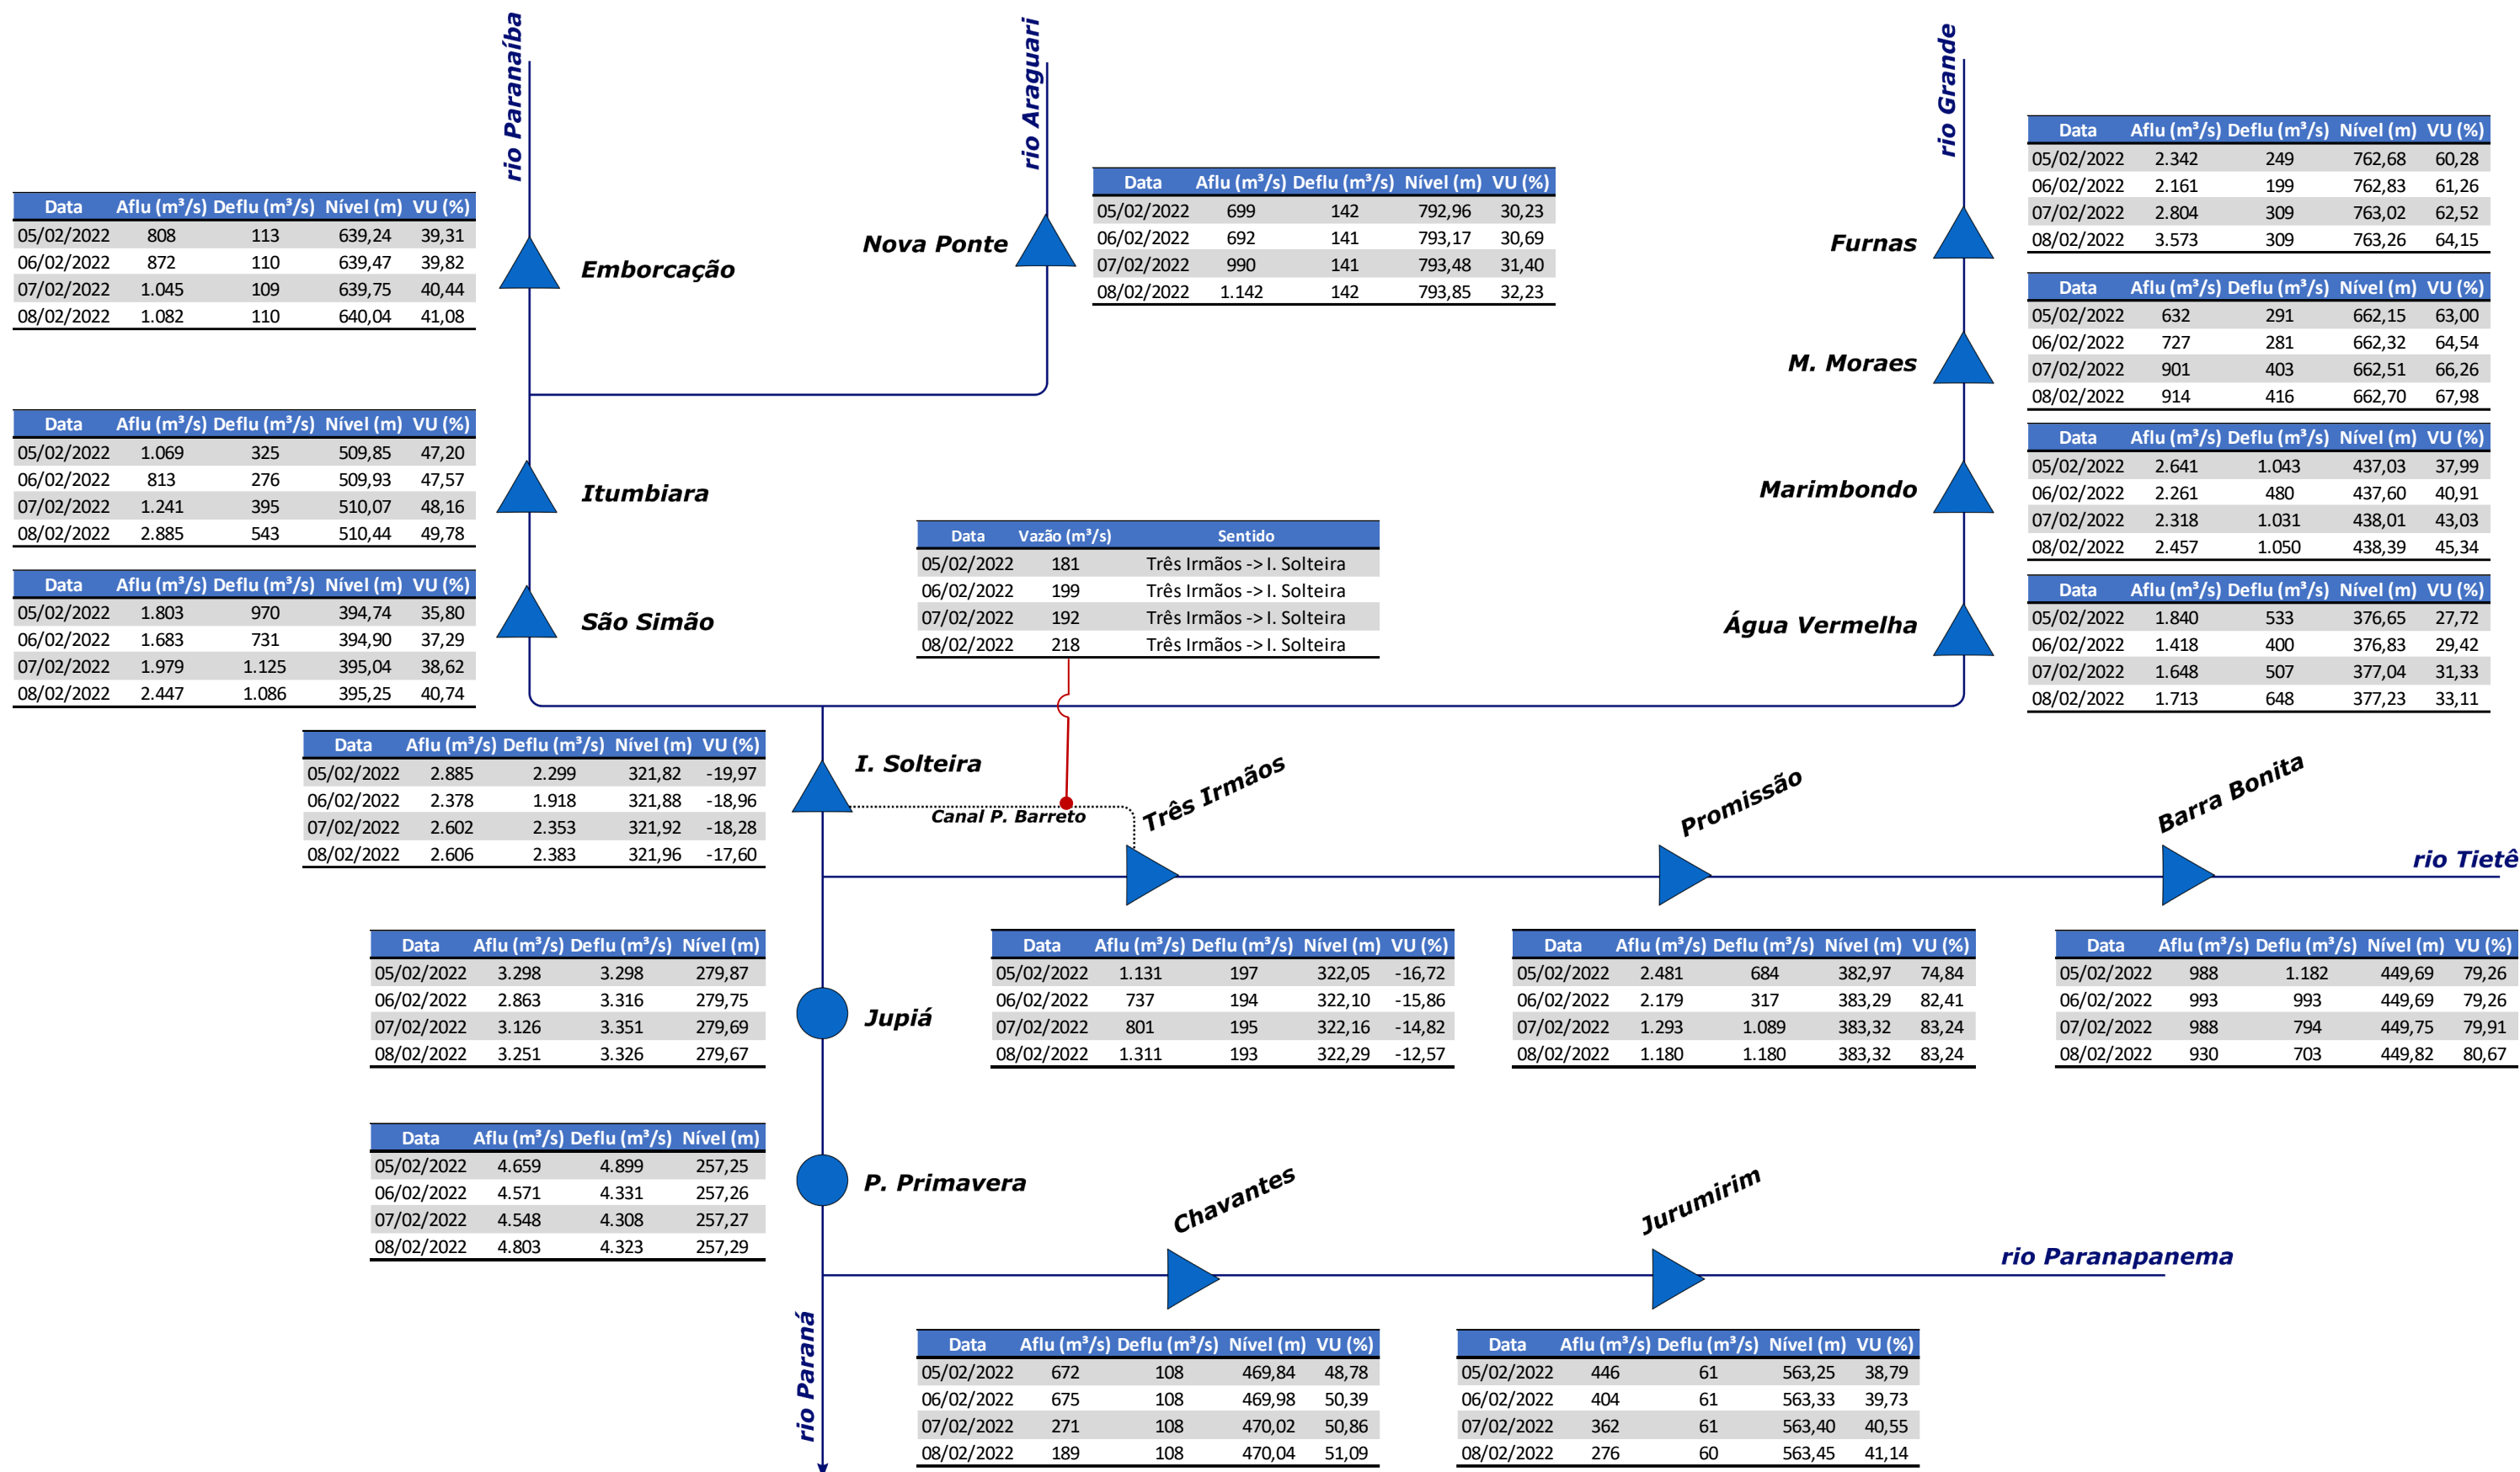 rio Paranaíba
rio Araguari
rio Grande
Data Aflu (m³/s) Deflu (m³/s) Nível (m) VU (%)
05/02/2022 2.342 249 762,68 60,28
06/02/2022 2.161 199 762,83 61,26
07/02/2022 2.804 309 763,02 62,52
08/02/2022 3.573 309 763,26 64,15
Furnas
Data Aflu (m³/s) Deflu (m³/s) Nível (m) VU (%)
05/02/2022 699 142 792,96 30,23
06/02/2022 692 141 793,17 30,69
07/02/2022 990 141 793,48 31,40
08/02/2022 1.142 142 793,85 32,23
Nova Ponte
Data Aflu (m³/s) Deflu (m³/s) Nível (m) VU (%)
05/02/2022 808 113 639,24 39,31
06/02/2022 872 110 639,47 39,82
07/02/2022 1.045 109 639,75 40,44
08/02/2022 1.082 110 640,04 41,08
Emborcação
Data Aflu (m³/s) Deflu (m³/s) Nível (m) VU (%)
05/02/2022 632 291 662,15 63,00
06/02/2022 727 281 662,32 64,54
07/02/2022 901 403 662,51 66,26
08/02/2022 914 416 662,70 67,98
M. Moraes
Data Aflu (m³/s) Deflu (m³/s) Nível (m) VU (%)
05/02/2022 1.069 325 509,85 47,20
06/02/2022 813 276 509,93 47,57
07/02/2022 1.241 395 510,07 48,16
08/02/2022 2.885 543 510,44 49,78
Itumbiara
Data Aflu (m³/s) Deflu (m³/s) Nível (m) VU (%)
05/02/2022 2.641 1.043 437,03 37,99
06/02/2022 2.261 480 437,60 40,91
07/02/2022 2.318 1.031 438,01 43,03
08/02/2022 2.457 1.050 438,39 45,34
Marimbondo
Data Vazão (m³/s) Sentido
05/02/2022 181 Três Irmãos -> I. Solteira
06/02/2022 199 Três Irmãos -> I. Solteira
07/02/2022 192 Três Irmãos -> I. Solteira
08/02/2022 218 Três Irmãos -> I. Solteira
Data Aflu (m³/s) Deflu (m³/s) Nível (m) VU (%)
05/02/2022 1.803 970 394,74 35,80
06/02/2022 1.683 731 394,90 37,29
07/02/2022 1.979 1.125 395,04 38,62
08/02/2022 2.447 1.086 395,25 40,74
São Simão
Data Aflu (m³/s) Deflu (m³/s) Nível (m) VU (%)
05/02/2022 1.840 533 376,65 27,72
06/02/2022 1.418 400 376,83 29,42
07/02/2022 1.648 507 377,04 31,33
08/02/2022 1.713 648 377,23 33,11
Água Vermelha
Data Aflu (m³/s) Deflu (m³/s) Nível (m) VU (%)
05/02/2022 2.885 2.299 321,82 -19,97
06/02/2022 2.378 1.918 321,88 -18,96
07/02/2022 2.602 2.353 321,92 -18,28
08/02/2022 2.606 2.383 321,96 -17,60
I. Solteira
Canal P. Barreto
Três Irmãos
Promissão
Barra Bonita
rio Tietê
Data Aflu (m³/s) Deflu (m³/s) Nível (m)
05/02/2022 3.298 3.298 279,87
06/02/2022 2.863 3.316 279,75
07/02/2022 3.126 3.351 279,69
08/02/2022 3.251 3.326 279,67
Jupiá
Data Aflu (m³/s) Deflu (m³/s) Nível (m) VU (%)
05/02/2022 1.131 197 322,05 -16,72
06/02/2022 737 194 322,10 -15,86
07/02/2022 801 195 322,16 -14,82
08/02/2022 1.311 193 322,29 -12,57
Data Aflu (m³/s) Deflu (m³/s) Nível (m) VU (%)
05/02/2022 2.481 684 382,97 74,84
06/02/2022 2.179 317 383,29 82,41
07/02/2022 1.293 1.089 383,32 83,24
08/02/2022 1.180 1.180 383,32 83,24
Data Aflu (m³/s) Deflu (m³/s) Nível (m) VU (%)
05/02/2022 988 1.182 449,69 79,26
06/02/2022 993 993 449,69 79,26
07/02/2022 988 794 449,75 79,91
08/02/2022 930 703 449,82 80,67
Data Aflu (m³/s) Deflu (m³/s) Nível (m)
05/02/2022 4.659 4.899 257,25
06/02/2022 4.571 4.331 257,26
07/02/2022 4.548 4.308 257,27
08/02/2022 4.803 4.323 257,29
P. Primavera
Chavantes
Jurumirim
rio Paranapanema
rio Paraná
Data Aflu (m³/s) Deflu (m³/s) Nível (m) VU (%)
05/02/2022 672 108 469,84 48,78
06/02/2022 675 108 469,98 50,39
07/02/2022 271 108 470,02 50,86
08/02/2022 189 108 470,04 51,09
Data Aflu (m³/s) Deflu (m³/s) Nível (m) VU (%)
05/02/2022 446 61 563,25 38,79
06/02/2022 404 61 563,33 39,73
07/02/2022 362 61 563,40 40,55
08/02/2022 276 60 563,45 41,14